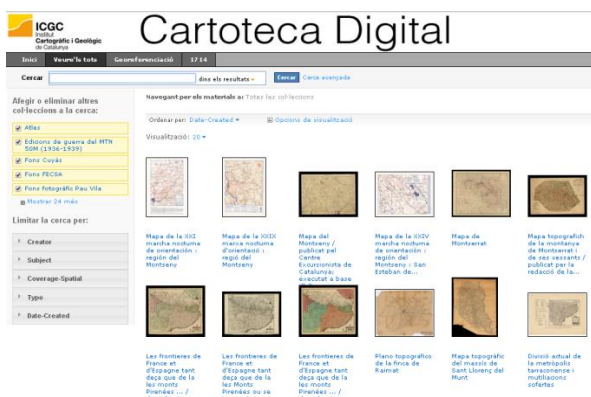 ICGC
Institut
Cartogràfic i Geològic
de Catalunya
Cartoteca Digital
Inici Veure'ls tots Georeferenciació 1714
Cercar dins els resultats Cercar Cerca avançada
Afegir o eliminar altres
col·leccions a la cerca:
Atles
Edicions de guerra del MTN
50M (1936-1939)
Fons Cuyàs
Fons FECSA
Fons fotogràfic Pau Vila
Mostrar 24 més
Limitar la cerca per:
Creator
Subject
Coverage-Spatial
Type
Date-Created
Navegant per els materials a: Totes les col·leccions
Ordenar per: Date-Created Opcions de visualització
Visualització: 20
Mapa de la XXI
marcha nocturna
de orientación :
región del
Montseny
Mapa de la XXIX
marxa nocturna
d'orientació :
regió del
Montseny
Mapa del
Montseny /
publicat pel
Centre
Excursionista de
Catalunya;
executat a base
Mapa de la XXIV
marcha nocturna
de orientación :
región del
Montseny : San
Esteban de...
Mapa de
Montserrat
Mapa topografich
de la montanya
de Montserrat i
de ses vessants /
publicat per la
redacció de la...
Les frontieres de
France et
d'Espagne tant
deça que de la
les monts
Pirenées ... /
Les frontieres de
France et
d'Espagne tant
deça que de la
les Monts
Pirenées ou se
Les frontieres de
France et
d'Espagne tant
deça que de la
les monts
Pirenées ... /
Plano topográfico
de la finca de
Raimat
Mapa topogràfic
del massís de
Sant Llorenç del
Munt
Divisió actual de
la metròpolis
tarraconense i
mutilacions
sofertes